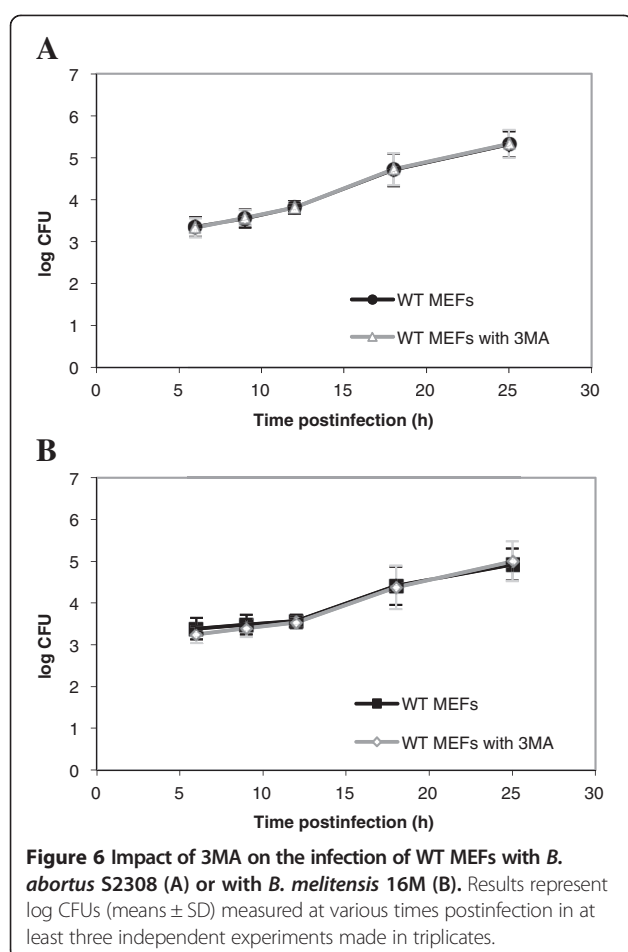 A
7
6
5
4
3
2
1
0
log CFU
WT MEFs
WT MEFs with 3MA
0 5 10 15 20 25 30
Time postinfection (h)
B
7
6
5
4
3
2
1
0
log CFU
WT MEFs
WT MEFs with 3MA
0 5 10 15 20 25 30
Time postinfection (h)
Figure 6 Impact of 3MA on the infection of WT MEFs with B.
abortus S2308 (A) or with B. melitensis 16M (B). Results represent
log CFUs (means ± SD) measured at various times postinfection in at
least three independent experiments made in triplicates.